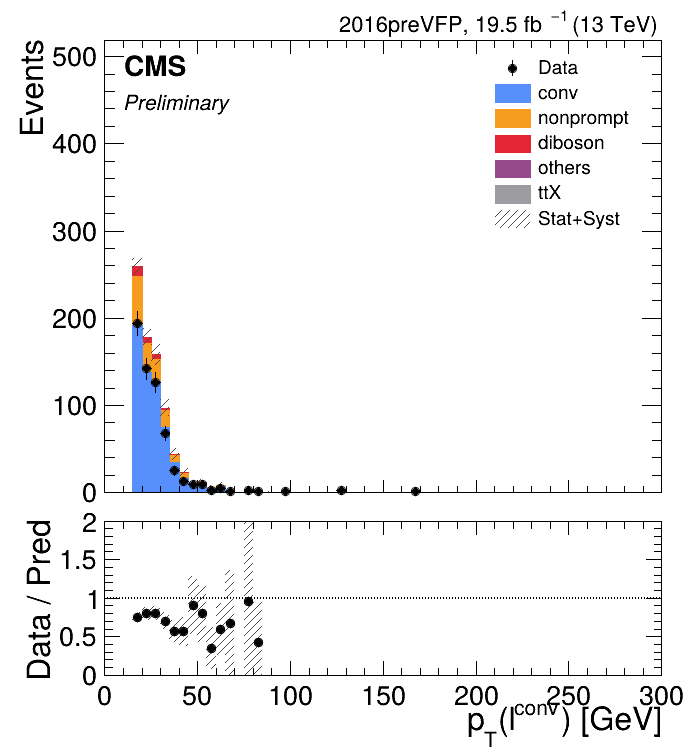 2016preVFP, 19.5 fb⁻¹ (13 TeV)
Events
500
400
300
200
100
0
CMS
Preliminary
Data
conv
nonprompt
diboson
others
ttX
Stat+Syst
Data / Pred
2
1.5
1
0.5
0
0 50 100 150 200 250 300
p_T(l^conv) [GeV]